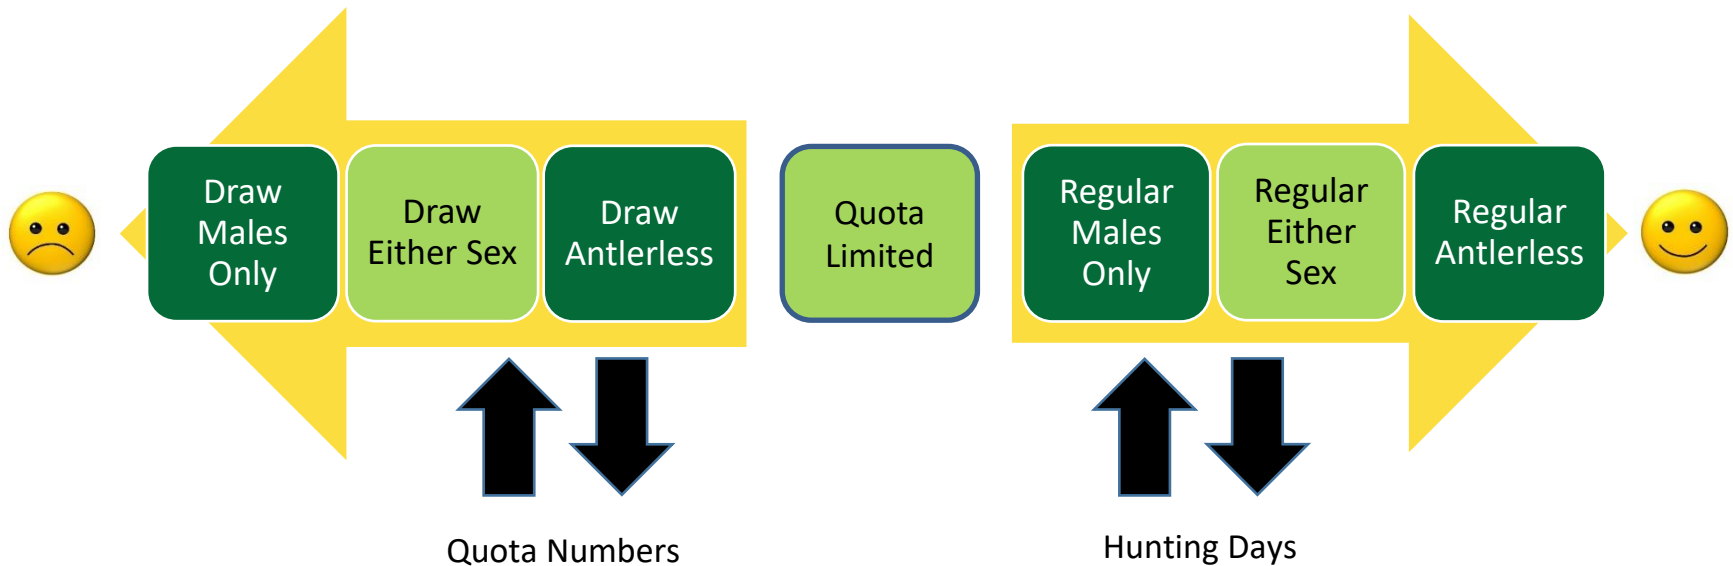 Draw
Males
Only
Draw
Either Sex
Draw
Antlerless
Quota
Limited
Regular
Males
Only
Regular
Either
Sex
Regular
Antlerless
Quota Numbers
Hunting Days